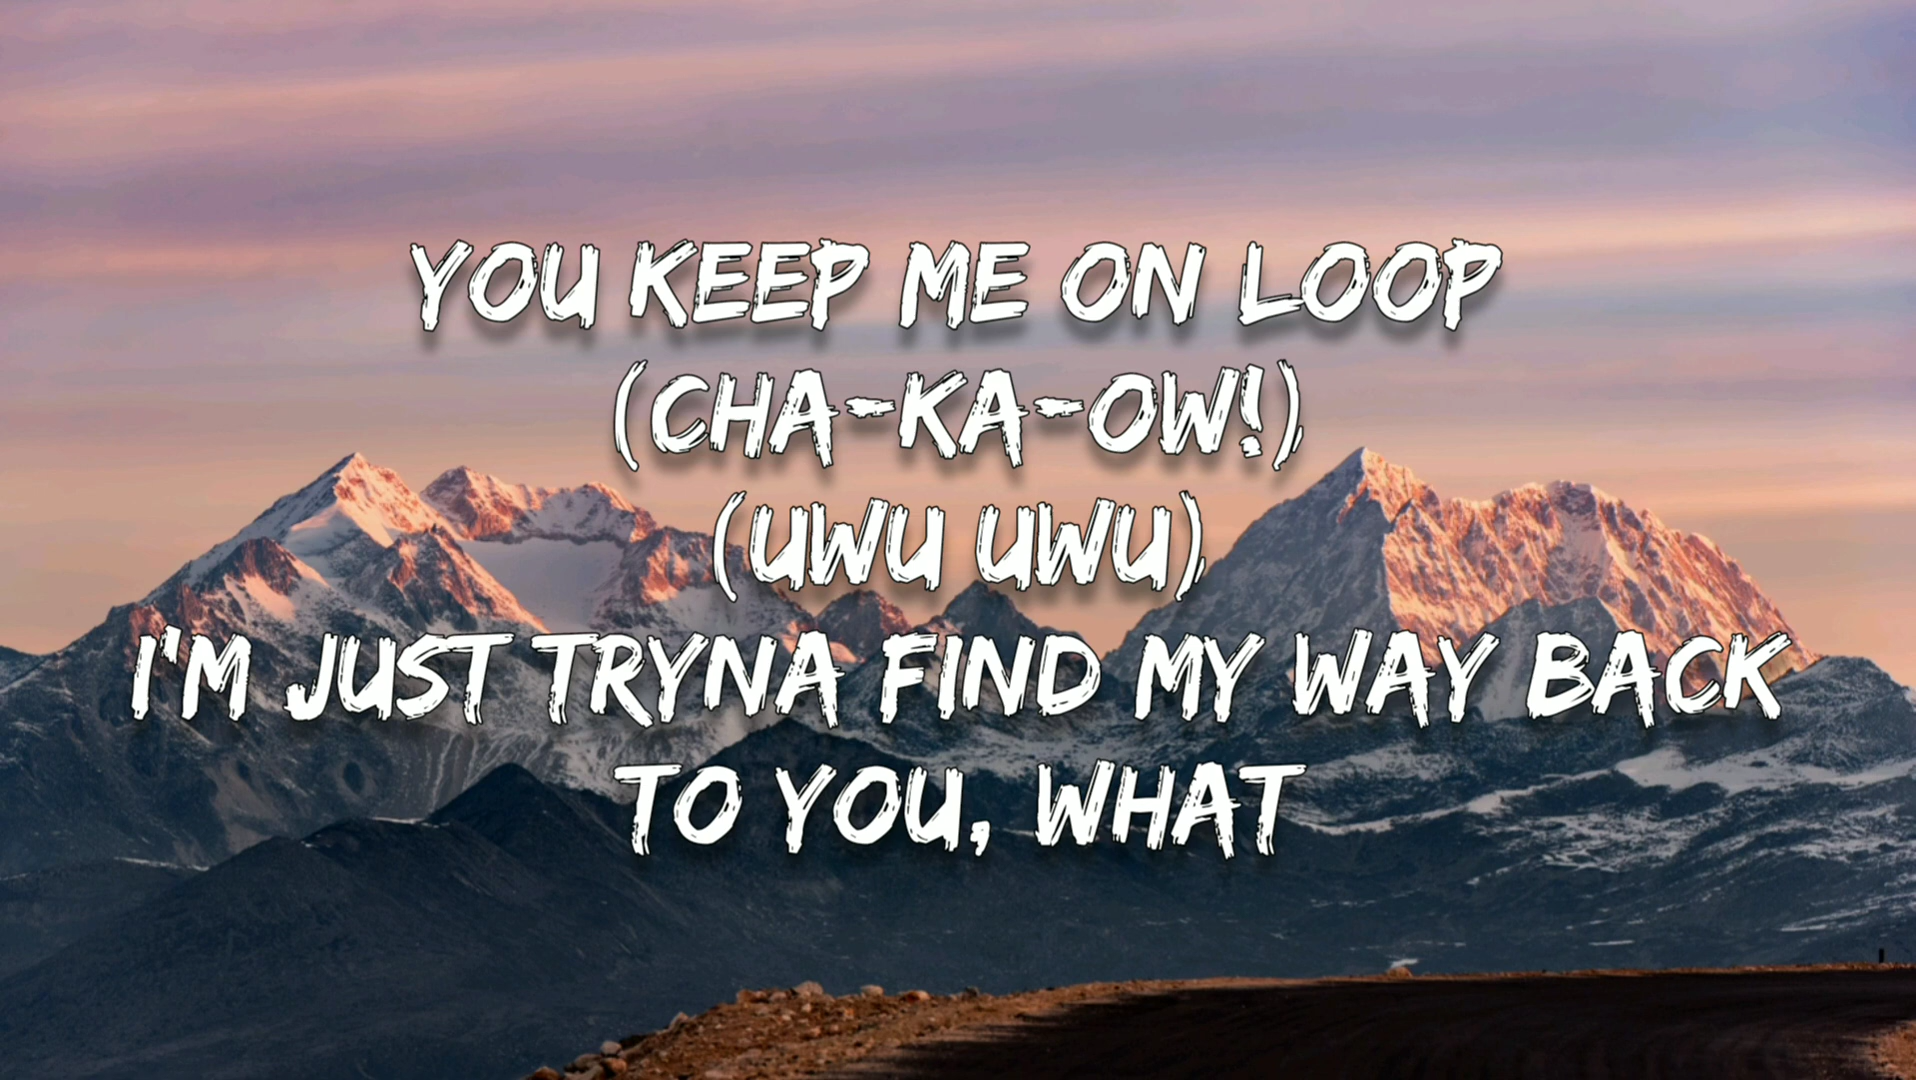 YOU KEEP ME ON LOOP
(CHA-KA-OW!)
(UWU UWU)
I'M JUST TRYNA FIND MY WAY BACK
TO YOU, WHAT